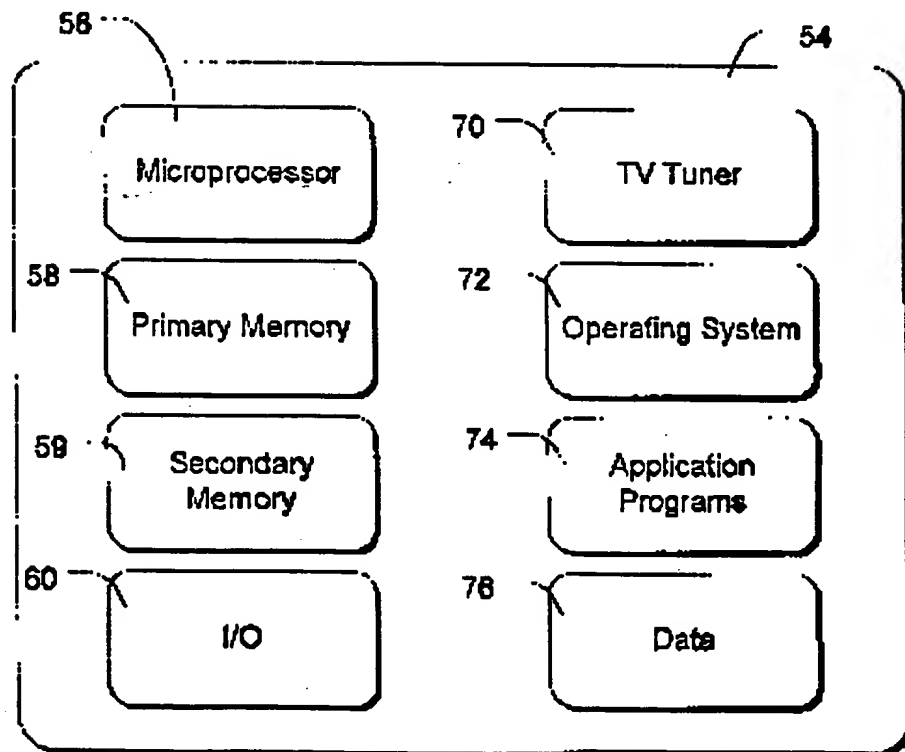 56
54
Microprocessor
70
TV Tuner
58
Primary Memory
72
Operating System
59
Secondary
Memory
74
Application
Programs
60
I/O
76
Data